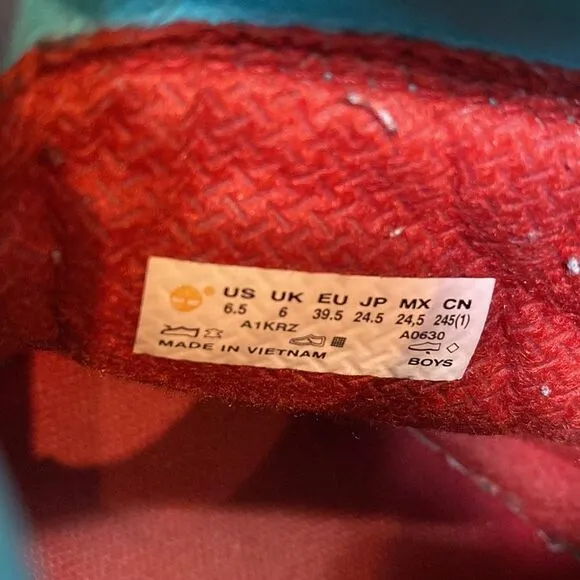 US UK EU JP MX CN
6.5 6 39.5 24.5 24,5 245(1)
A1KRZ A0630
MADE IN VIETNAM BOYS